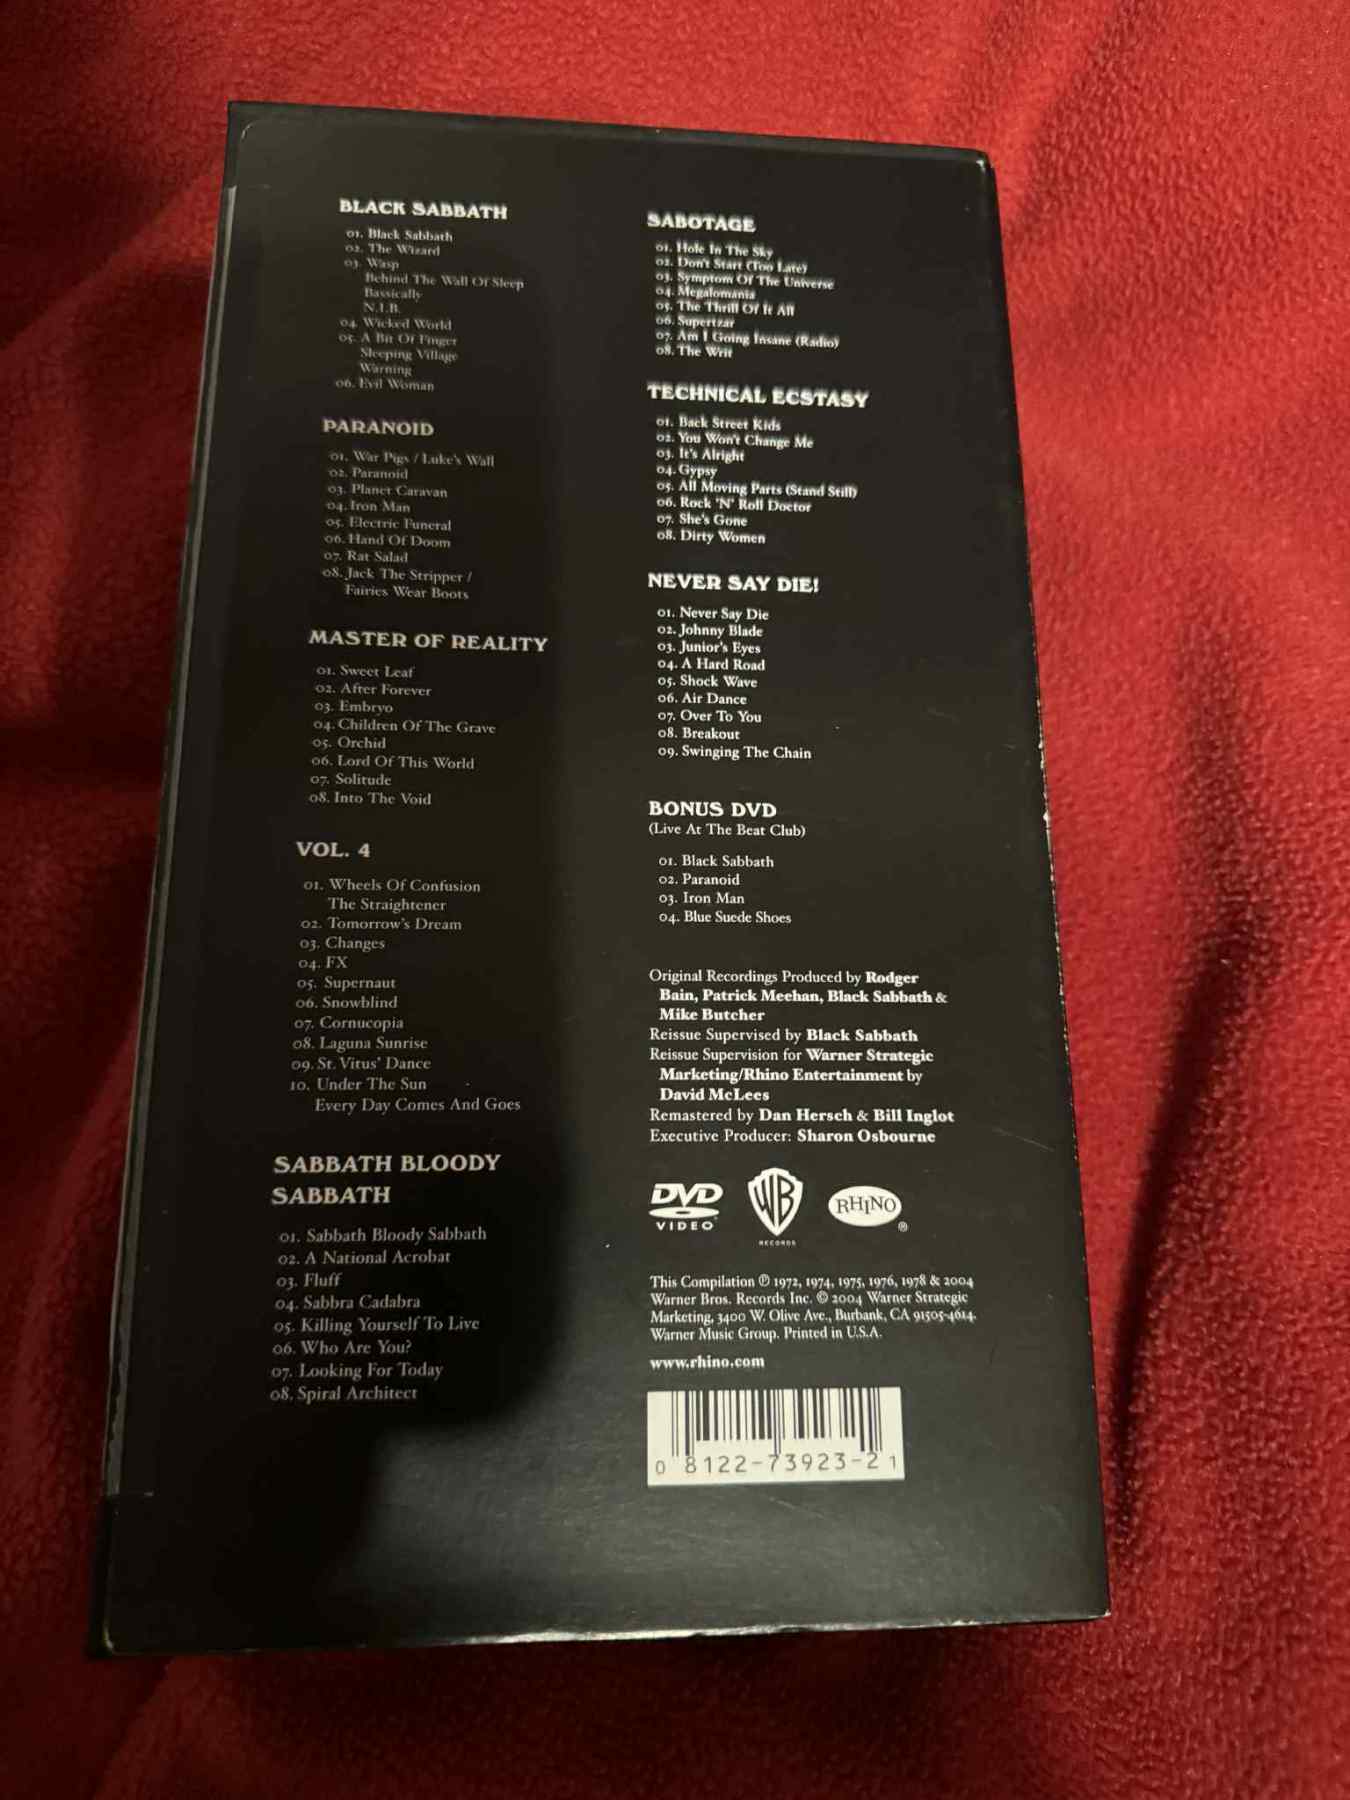 BLACK SABBATH
01. Black Sabbath
02. The Wizard
03. Wasp
Behind The Wall Of Sleep
Bassically
N.I.B.
04. Wicked World
05. A Bit Of Finger
Sleeping Village
Warning
06. Evil Woman
PARANOID
01. War Pigs / Luke's Wall
02. Paranoid
03. Planet Caravan
04. Iron Man
05. Electric Funeral
06. Hand Of Doom
07. Rat Salad
08. Jack The Stripper /
Fairies Wear Boots
MASTER OF REALITY
01. Sweet Leaf
02. After Forever
03. Embryo
04. Children Of The Grave
05. Orchid
06. Lord Of This World
07. Solitude
08. Into The Void
VOL. 4
01. Wheels Of Confusion
The Straightener
02. Tomorrow's Dream
03. Changes
04. FX
05. Supernaut
06. Snowblind
07. Cornucopia
08. Laguna Sunrise
09. St. Vitus' Dance
10. Under The Sun
Every Day Comes And Goes
SABBATH BLOODY
SABBATH
01. Sabbath Bloody Sabbath
02. A National Acrobat
03. Fluff
04. Sabbra Cadabra
05. Killing Yourself To Live
06. Who Are You?
07. Looking For Today
08. Spiral Architect
SABOTAGE
01. Hole In The Sky
02. Don't Start (Too Late)
03. Symptom Of The Universe
04. Megalomania
05. The Thrill Of It All
06. Supertzar
07. Am I Going Insane (Radio)
08. The Writ
TECHNICAL ECSTASY
01. Back Street Kids
02. You Won't Change Me
03. It's Alright
04. Gypsy
05. All Moving Parts (Stand Still)
06. Rock 'N' Roll Doctor
07. She's Gone
08. Dirty Women
NEVER SAY DIE!
01. Never Say Die
02. Johnny Blade
03. Junior's Eyes
04. A Hard Road
05. Shock Wave
06. Air Dance
07. Over To You
08. Breakout
09. Swinging The Chain
BONUS DVD
(Live At The Beat Club)
01. Black Sabbath
02. Paranoid
03. Iron Man
04. Blue Suede Shoes
Original Recordings Produced by Rodger
Bain, Patrick Meehan, Black Sabbath &
Mike Butcher
Reissue Supervised by Black Sabbath
Reissue Supervision for Warner Strategic
Marketing/Rhino Entertainment by
David McLees
Remastered by Dan Hersch & Bill Inglot
Executive Producer: Sharon Osbourne
DVD
VIDEO
WB
RECORDS
RHINO
®
This Compilation ℗ 1972, 1974, 1975, 1976, 1978 & 2004
Warner Bros. Records Inc. © 2004 Warner Strategic
Marketing, 3400 W. Olive Ave., Burbank, CA 91505-4614.
Warner Music Group. Printed in U.S.A.
www.rhino.com
0 8122-73923-2 1